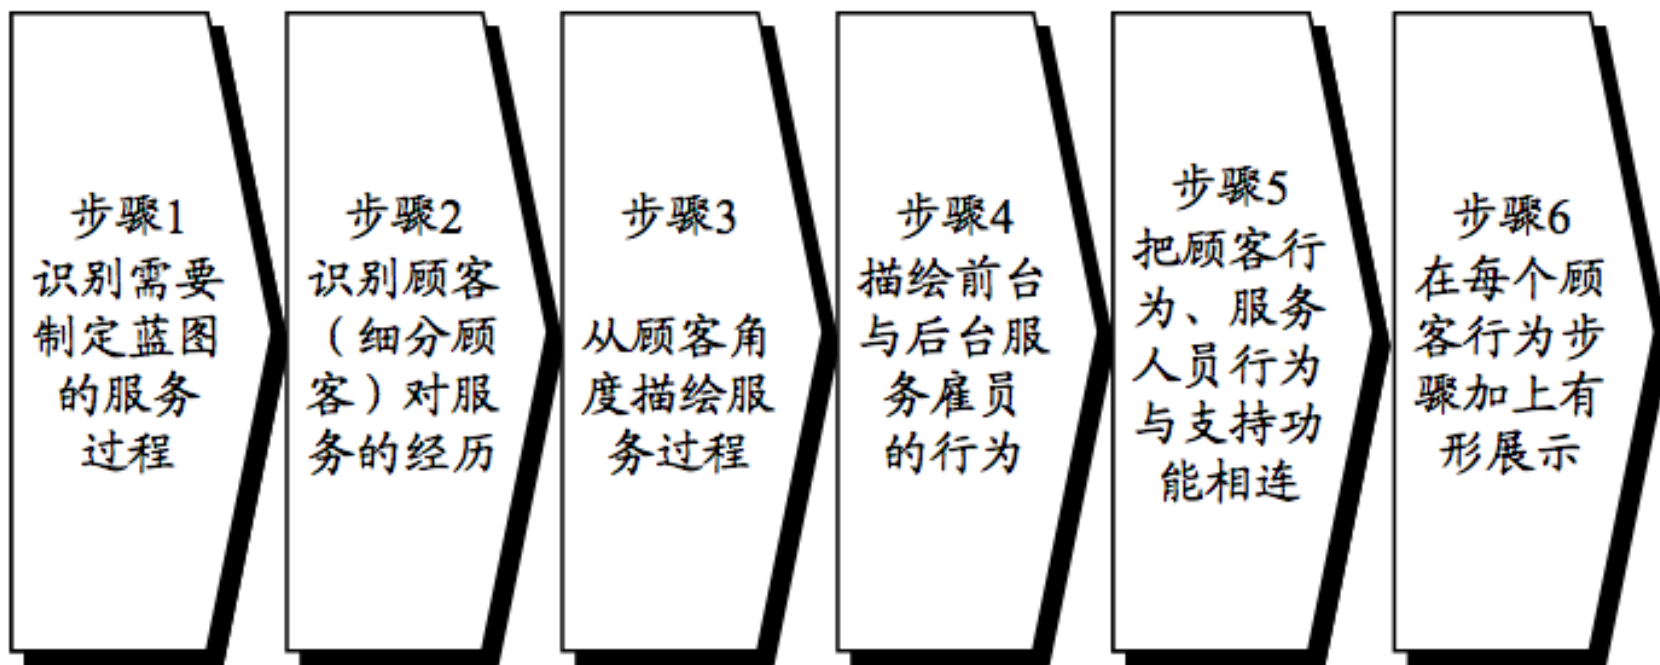 步骤1
识别需要
制定蓝图
的服务
过程
步骤2
识别顾客
（细分顾
客）对服
务的经历
步骤3
从顾客角
度描绘服
务过程
步骤4
描绘前台
与后台服
务雇员
的行为
步骤5
把顾客行
为、服务
人员行为
与支持功
能相连
步骤6
在每个顾
客行为步
骤加上有
形展示